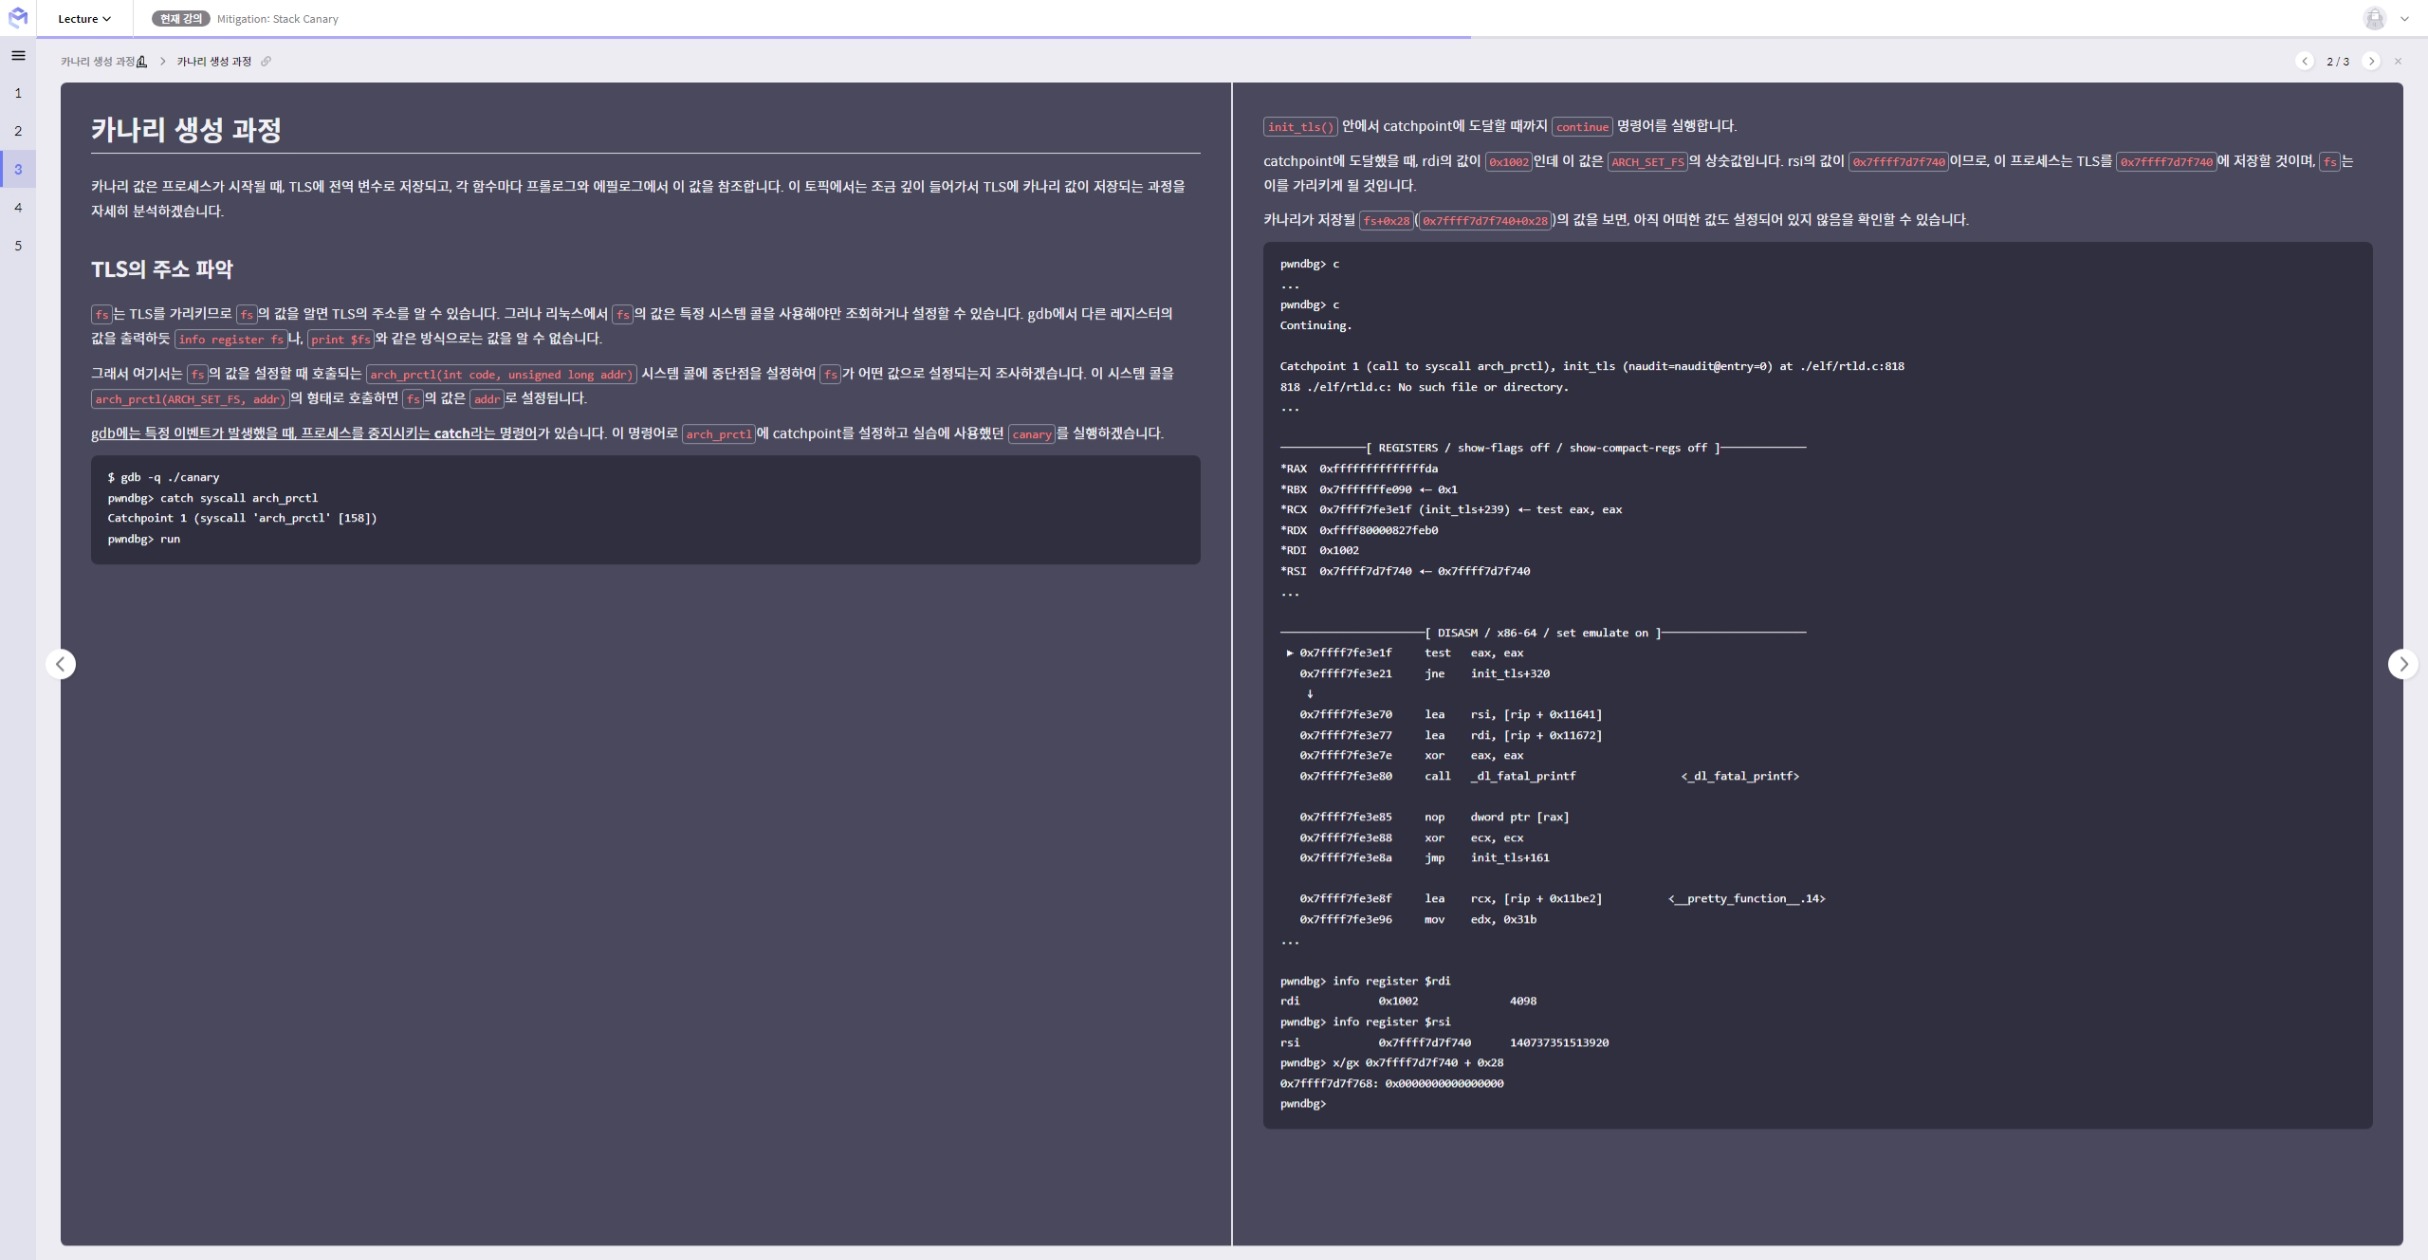 Lecture
현재 강의 Mitigation: Stack Canary
카나리 생성 과정🔬 > 카나리 생성 과정
2 / 3
1
2
3
4
5
카나리 생성 과정
카나리 값은 프로세스가 시작될 때, TLS에 전역 변수로 저장되고, 각 함수마다 프롤로그와 에필로그에서 이 값을 참조합니다. 이 토픽에서는 조금 깊이 들어가서 TLS에 카나리 값이 저장되는 과정을
자세히 분석하겠습니다.
TLS의 주소 파악
fs는 TLS를 가리키므로 fs의 값을 알면 TLS의 주소를 알 수 있습니다. 그러나 리눅스에서 fs의 값은 특정 시스템 콜을 사용해야만 조회하거나 설정할 수 있습니다. gdb에서 다른 레지스터의
값을 출력하듯 info register fs나, print $fs와 같은 방식으로는 값을 알 수 없습니다.
그래서 여기서는 fs의 값을 설정할 때 호출되는 arch_prctl(int code, unsigned long addr) 시스템 콜에 중단점을 설정하여 fs가 어떤 값으로 설정되는지 조사하겠습니다. 이 시스템 콜을
arch_prctl(ARCH_SET_FS, addr)의 형태로 호출하면 fs의 값은 addr로 설정됩니다.
gdb에는 특정 이벤트가 발생했을 때, 프로세스를 중지시키는 catch라는 명령어가 있습니다. 이 명령어로 arch_prctl에 catchpoint를 설정하고 실습에 사용했던 canary를 실행하겠습니다.
$ gdb -q ./canary
pwndbg> catch syscall arch_prctl
Catchpoint 1 (syscall 'arch_prctl' [158])
pwndbg> run
init_tls() 안에서 catchpoint에 도달할 때까지 continue 명령어를 실행합니다.
catchpoint에 도달했을 때, rdi의 값이 0x1002인데 이 값은 ARCH_SET_FS의 상숫값입니다. rsi의 값이 0x7ffff7d7f740이므로, 이 프로세스는 TLS를 0x7ffff7d7f740에 저장할 것이며, fs는
이를 가리키게 될 것입니다.
카나리가 저장될 fs+0x28(0x7ffff7d7f740+0x28)의 값을 보면, 아직 어떠한 값도 설정되어 있지 않음을 확인할 수 있습니다.
pwndbg> c
...
pwndbg> c
Continuing.
Catchpoint 1 (call to syscall arch_prctl), init_tls (naudit=naudit@entry=0) at ./elf/rtld.c:818
818 ./elf/rtld.c: No such file or directory.
...
─────────────[ REGISTERS / show-flags off / show-compact-regs off ]─────────────
*RAX  0xffffffffffffffda
*RBX  0x7fffffffe090 ◂— 0x1
*RCX  0x7ffff7fe3e1f (init_tls+239) ◂— test eax, eax
*RDX  0xffff80000827feb0
*RDI  0x1002
*RSI  0x7ffff7d7f740 ◂— 0x7ffff7d7f740
...
──────────────────────[ DISASM / x86-64 / set emulate on ]──────────────────────
► 0x7ffff7fe3e1f     test   eax, eax
0x7ffff7fe3e21     jne    init_tls+320
↓
0x7ffff7fe3e70     lea    rsi, [rip + 0x11641]
0x7ffff7fe3e77     lea    rdi, [rip + 0x11672]
0x7ffff7fe3e7e     xor    eax, eax
0x7ffff7fe3e80     call   _dl_fatal_printf                <_dl_fatal_printf>
0x7ffff7fe3e85     nop    dword ptr [rax]
0x7ffff7fe3e88     xor    ecx, ecx
0x7ffff7fe3e8a     jmp    init_tls+161
0x7ffff7fe3e8f     lea    rcx, [rip + 0x11be2]          <__pretty_function__.14>
0x7ffff7fe3e96     mov    edx, 0x31b
...
pwndbg> info register $rdi
rdi            0x1002              4098
pwndbg> info register $rsi
rsi            0x7ffff7d7f740      140737351513920
pwndbg> x/gx 0x7ffff7d7f740 + 0x28
0x7ffff7d7f768: 0x0000000000000000
pwndbg>